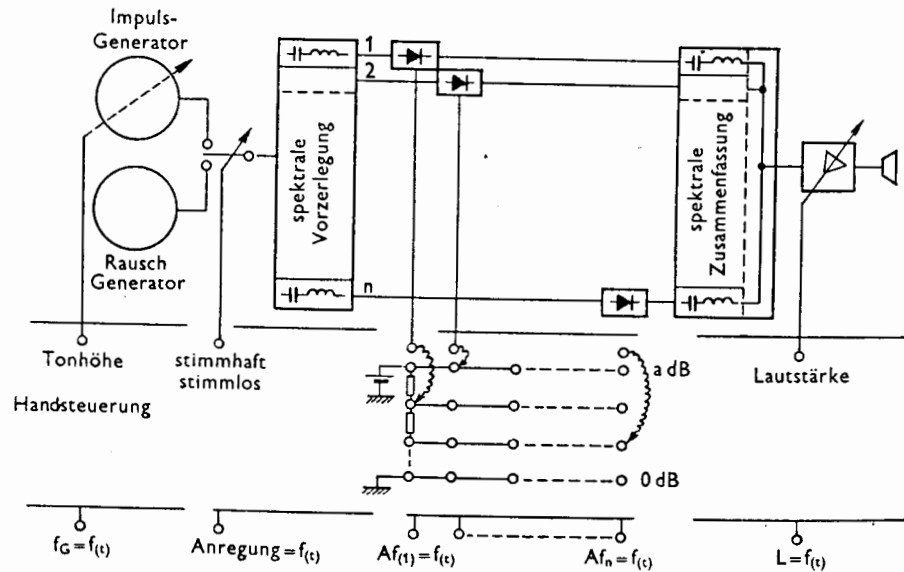 Impuls-
Generator
1
2
n
spektrale
Vorzerlegung
spektrale
Zusammenfassung
Rausch
Generator
Tonhöhe
stimmhaft
stimmlos
a dB
Lautstärke
Handsteuerung
0 dB
fG = f(t)
Anregung = f(t)
Af(1) = f(t)
Afn = f(t)
L = f(t)